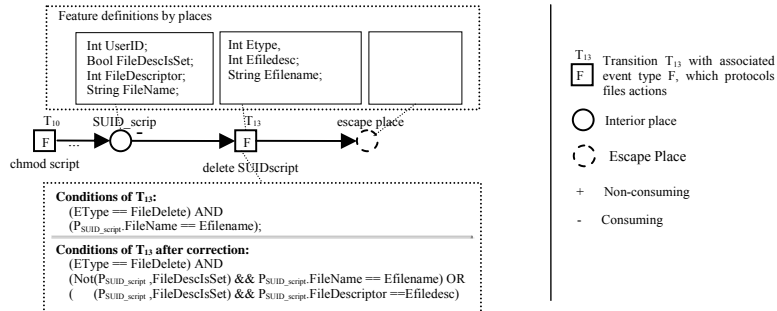 Feature definitions by places
Int UserID;
Bool FileDescIsSet;
Int FileDescriptor;
String FileName;
Int Etype,
Int Efiledesc;
String Efilename;
T10
SUID_scrip
T13
escape place
F
...
-
F
chmod script
delete SUIDscript
Conditions of T13:
(EType == FileDelete) AND
(PSUID_script.FileName == Efilename);
Conditions of T13 after correction:
(EType == FileDelete) AND
(Not(PSUID_script ,FileDescIsSet) && PSUID_script.FileName == Efilename) OR
( (PSUID_script ,FileDescIsSet) && PSUID_script.FileDescriptor ==Efiledesc)
T13
F
Transition T13 with associated
event type F, which protocols
files actions
Interior place
Escape Place
+ Non-consuming
- Consuming